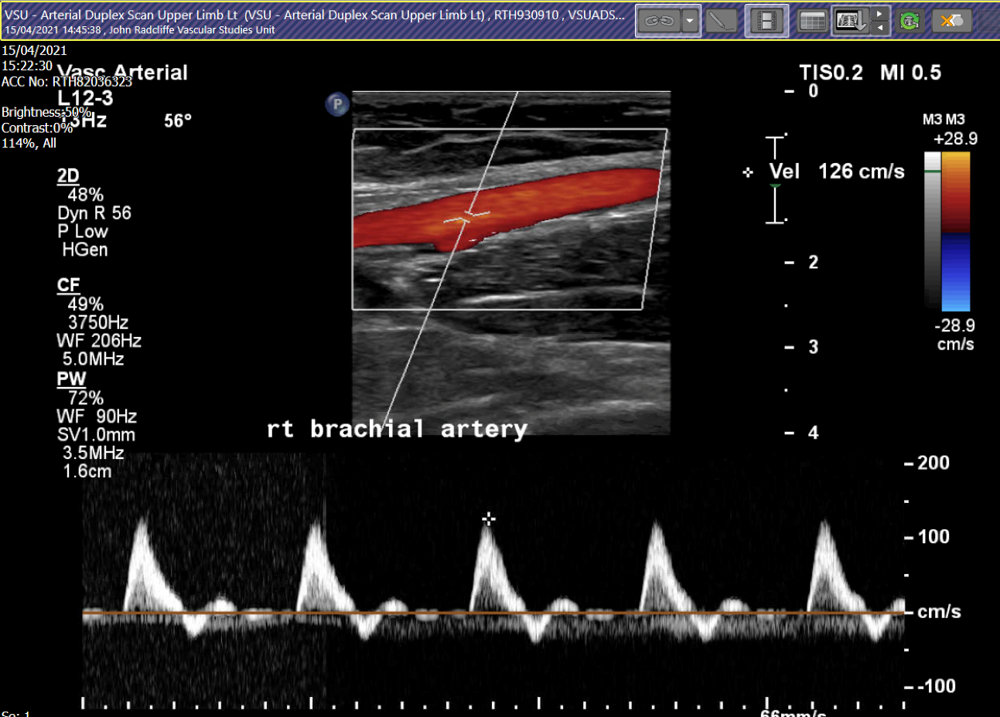 VSU - Arterial Duplex Scan Upper Limb Lt (VSU - Arterial Duplex Scan Upper Limb Lt) , RTH930910 , VSUADS...
15/04/2021 14:45:38 , John Radcliffe Vascular Studies Unit
15/04/2021
15:22:30
Vasc Arterial
TIS0.2 MI 0.5
ACC No: RTH82036323
L12-3
Brightness:50%
13Hz 56°
Contrast:0%
114%, All
P
0
M3 M3
+28.9
Vel 126 cm/s
2D
48%
Dyn R 56
P Low
HGen
2
CF
49%
3750Hz
WF 206Hz
5.0MHz
-28.9
cm/s
3
PW
72%
WF 90Hz
SV1.0mm
3.5MHz
1.6cm
rt brachial artery
4
200
100
cm/s
-100
66mm/s
Se: 1